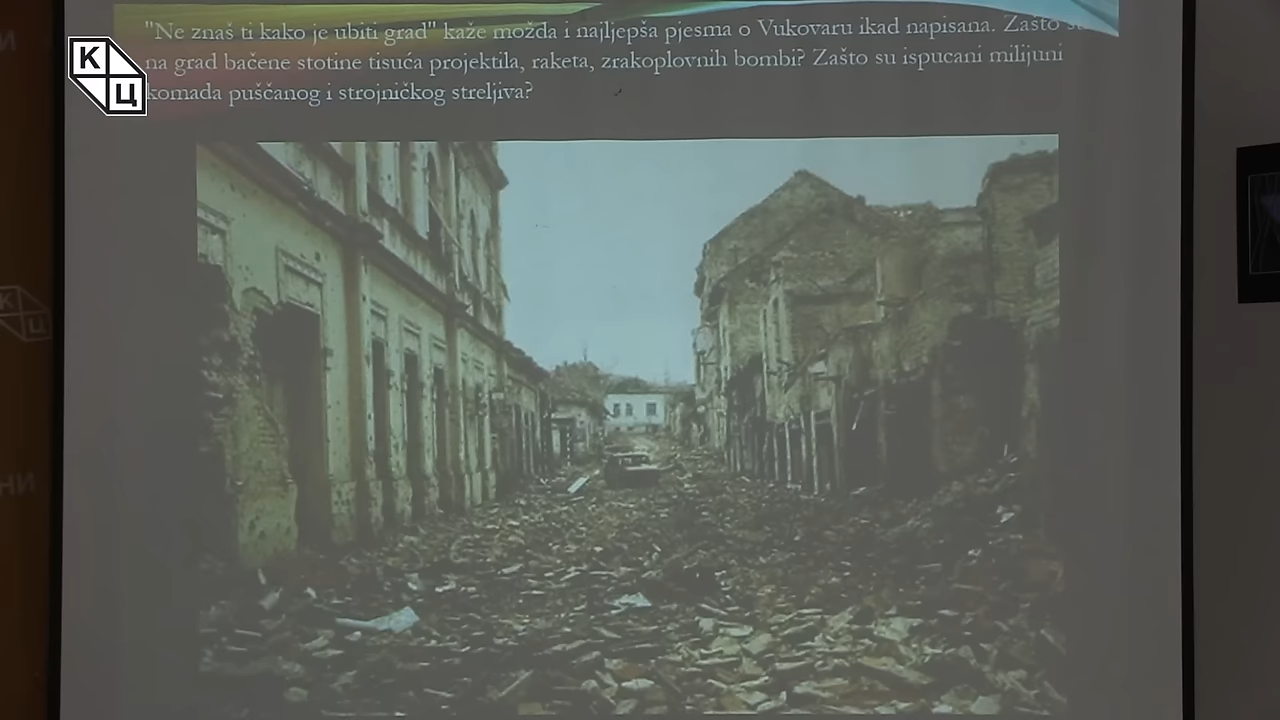 "Ne znaš ti kako je ubiti grad" kaže možda i najljepša pjesma o Vukovaru ikad napisana. Zašto su
na grad bačene stotine tisuća projektila, raketa, zrakoplovnih bombi? Zašto su ispucani milijuni
komada puščanog i strojničkog streljiva?
К
Ц
К
Ц
НИ